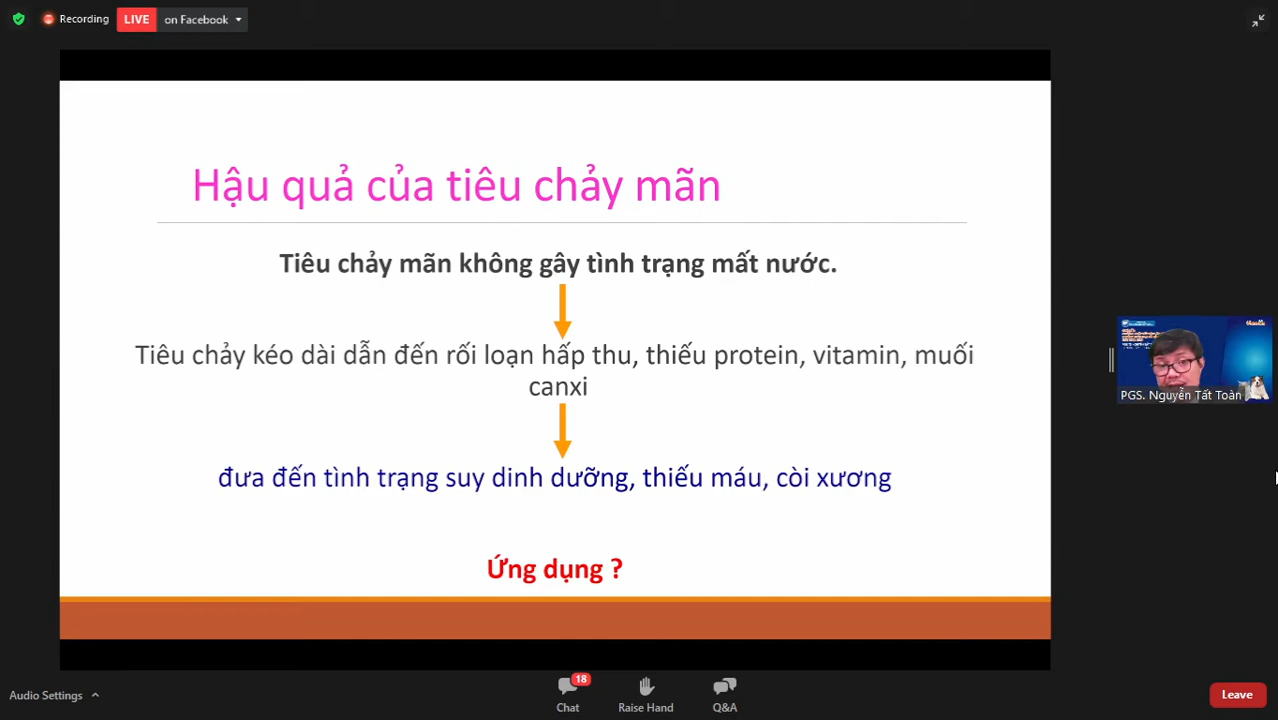 Recording
LIVE
on Facebook
Hậu quả của tiêu chảy mãn
Tiêu chảy mãn không gây tình trạng mất nước.
Tiêu chảy kéo dài dẫn đến rối loạn hấp thu, thiếu protein, vitamin, muối
canxi
đưa đến tình trạng suy dinh dưỡng, thiếu máu, còi xương
Ứng dụng ?
PGS. Nguyễn Tất Toàn
Audio Settings
18
Chat
Raise Hand
Q&A
Leave